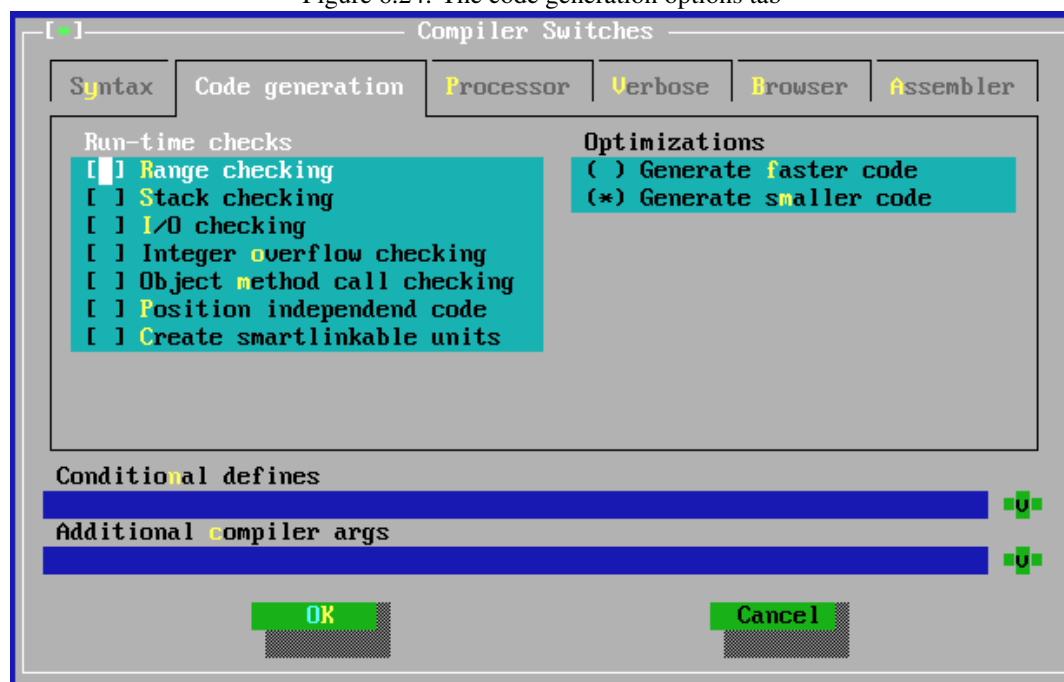 Figure 6.24: The code generation options tab
[■] Compiler Switches
Syntax Code generation Processor Verbose Browser Assembler
Run-time checks Optimizations
[ ] Range checking ( ) Generate faster code
[ ] Stack checking (*) Generate smaller code
[ ] I/O checking
[ ] Integer overflow checking
[ ] Object method call checking
[ ] Position independend code
[ ] Create smartlinkable units
Conditional defines
Additional compiler args
OK Cancel